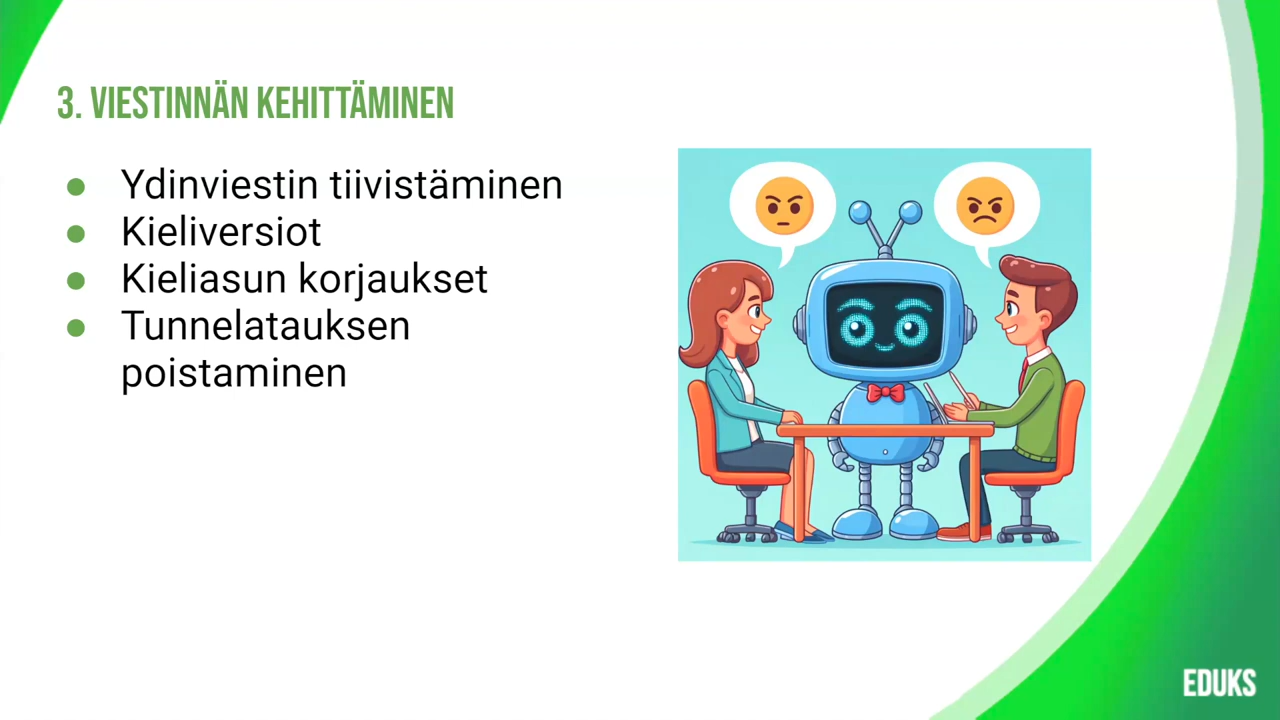 3. VIESTINNÄN KEHITTÄMINEN
● Ydinviestin tiivistäminen
● Kieliversiot
● Kieliasun korjaukset
● Tunnelatauksen
poistaminen
EDUKS